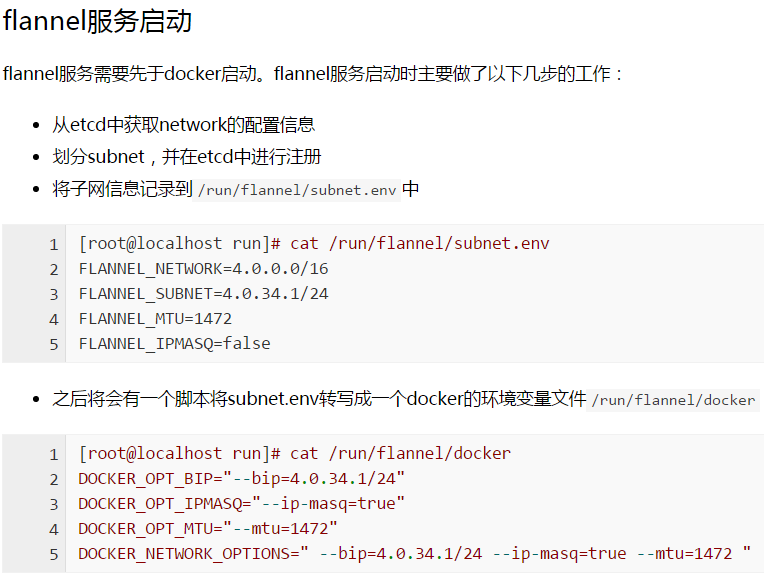 flannel服务启动
flannel服务需要先于docker启动。flannel服务启动时主要做了以下几步的工作：
• 从etcd中获取network的配置信息
• 划分subnet，并在etcd中进行注册
• 将子网信息记录到 /run/flannel/subnet.env 中
1 [root@localhost run]# cat /run/flannel/subnet.env
2 FLANNEL_NETWORK=4.0.0.0/16
3 FLANNEL_SUBNET=4.0.34.1/24
4 FLANNEL_MTU=1472
5 FLANNEL_IPMASQ=false
• 之后将会有一个脚本将subnet.env转写成一个docker的环境变量文件 /run/flannel/docker
1 [root@localhost run]# cat /run/flannel/docker
2 DOCKER_OPT_BIP="--bip=4.0.34.1/24"
3 DOCKER_OPT_IPMASQ="--ip-masq=true"
4 DOCKER_OPT_MTU="--mtu=1472"
5 DOCKER_NETWORK_OPTIONS=" --bip=4.0.34.1/24 --ip-masq=true --mtu=1472 "